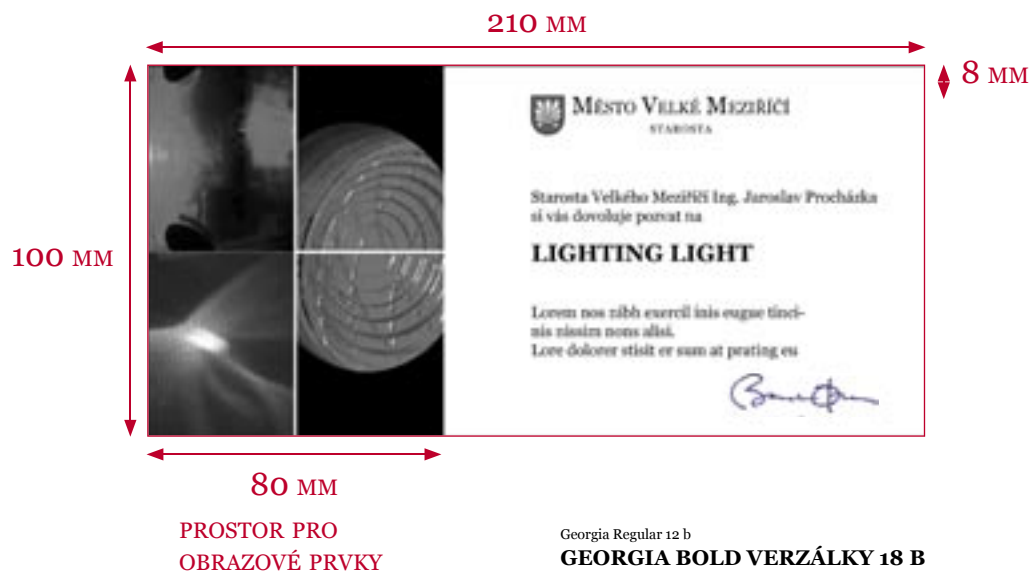 210 MM
8 MM
MĚSTO VELKÉ MEZIŘÍČÍ
STAROSTA
Starosta Velkého Meziříčí Ing. Jaroslav Procházka
si vás dovoluje pozvat na
LIGHTING LIGHT
100 MM
Lorem nos nibh exercil inis eugue tinci-
nis nissim nons alisi.
Lore dolorer stisit er sum at prating eu
80 MM
PROSTOR PRO
OBRAZOVÉ PRVKY
Georgia Regular 12 b
GEORGIA BOLD VERZÁLKY 18 B